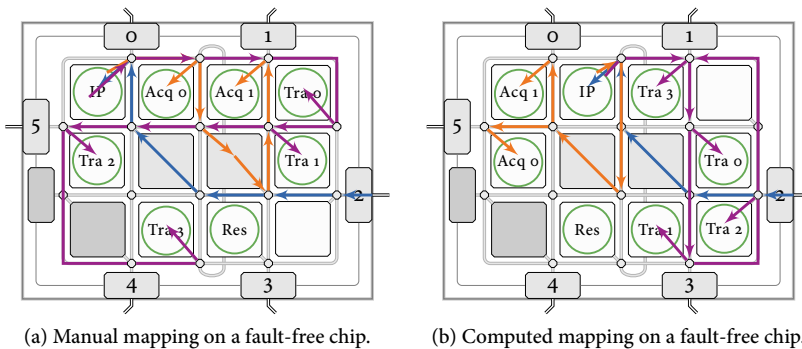 0 1
IP Acq 0 Acq 1 Tra 0
5
Tra 2 Tra 1
2
Tra 3 Res
4 3
(a) Manual mapping on a fault-free chip.
0 1
Acq 1 IP Tra 3
5
Acq 0 Tra 0
2
Res Tra 1 Tra 2
4 3
(b) Computed mapping on a fault-free chip.